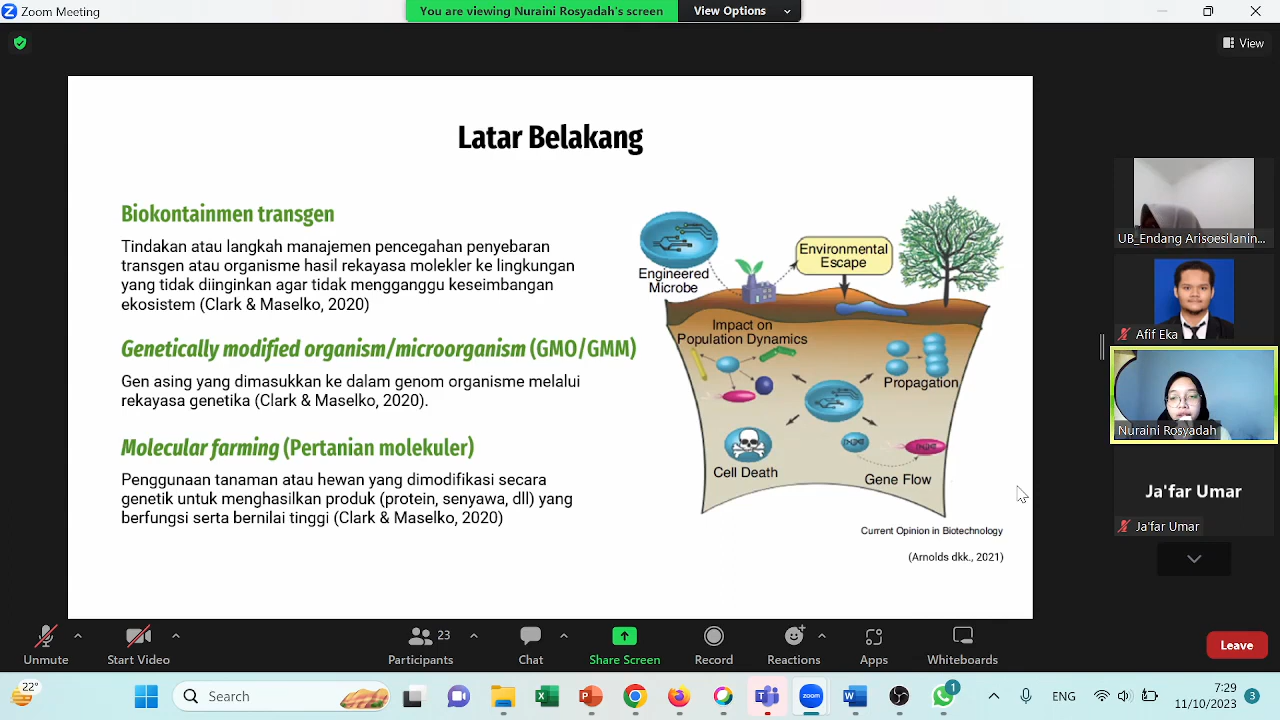 Zoom Meeting
You are viewing Nuraini Rosyadah's screen
View Options
View
Latar Belakang
Biokontainmen transgen
Tindakan atau langkah manajemen pencegahan penyebaran
transgen atau organisme hasil rekayasa molekler ke lingkungan
yang tidak diinginkan agar tidak mengganggu keseimbangan
ekosistem (Clark & Maselko, 2020)
Genetically modified organism/microorganism (GMO/GMM)
Gen asing yang dimasukkan ke dalam genom organisme melalui
rekayasa genetika (Clark & Maselko, 2020).
Molecular farming (Pertanian molekuler)
Penggunaan tanaman atau hewan yang dimodifikasi secara
genetik untuk menghasilkan produk (protein, senyawa, dll) yang
berfungsi serta bernilai tinggi (Clark & Maselko, 2020)
Engineered
Microbe
Environmental
Escape
Impact on
Population Dynamics
Propagation
Cell Death
Gene Flow
Current Opinion in Biotechnology
(Arnolds dkk., 2021)
UB_Endang Arisoesilanin...
Arif Eka
Nuraini Rosyadah
Ja'far Umar
Ja'far Umar
Unmute
Start Video
23
Participants
Chat
Share Screen
Record
Reactions
Apps
Whiteboards
Leave
22°
Search
zoom
1
ENG
7:29
11/10/2023
3